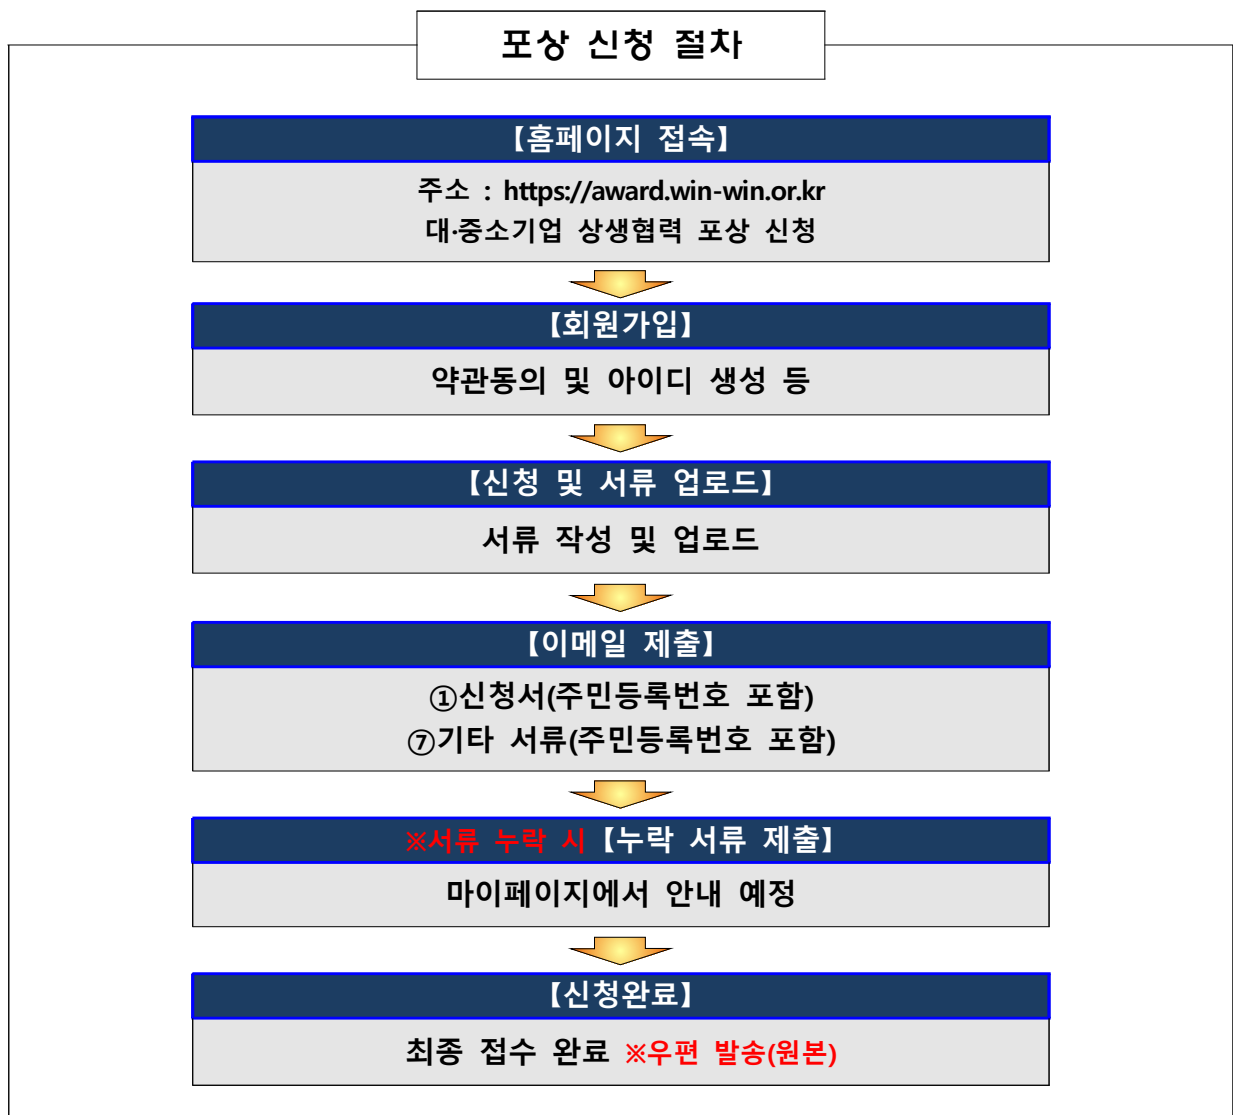 포상 신청 절차
【홈페이지 접속】
주소 : https://award.win-win.or.kr
대·중소기업 상생협력 포상 신청
【회원가입】
약관동의 및 아이디 생성 등
【신청 및 서류 업로드】
서류 작성 및 업로드
【이메일 제출】
①신청서(주민등록번호 포함)
⑦기타 서류(주민등록번호 포함)
※서류 누락 시【누락 서류 제출】
마이페이지에서 안내 예정
【신청완료】
최종 접수 완료 ※우편 발송(원본)